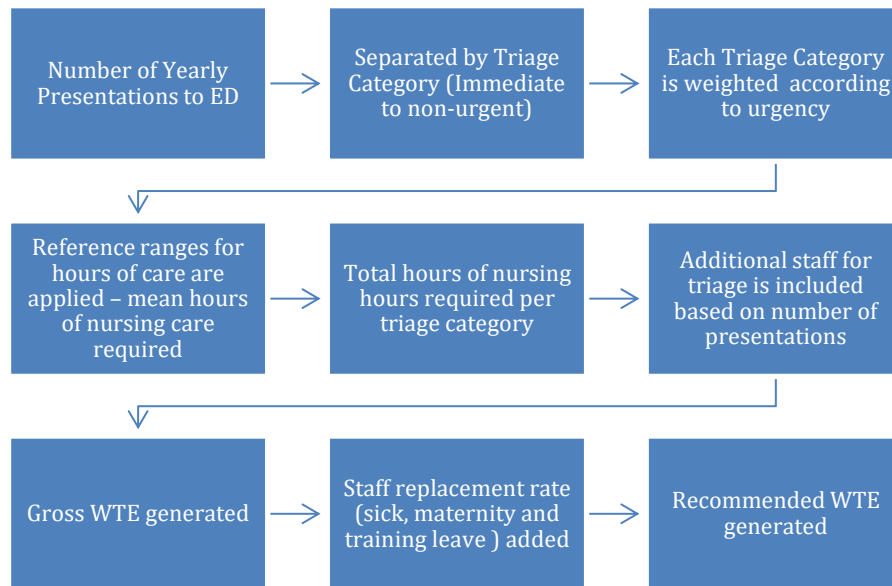 Number of Yearly
Presentations to ED
Separated by Triage
Category (Immediate
to non-urgent)
Each Triage Category
is weighted according
to urgency
Reference ranges for
hours of care are
applied – mean hours
of nursing care
required
Total hours of nursing
hours required per
triage category
Additional staff for
triage is included
based on number of
presentations
Gross WTE generated
Staff replacement rate
(sick, maternity and
training leave ) added
Recommended WTE
generated